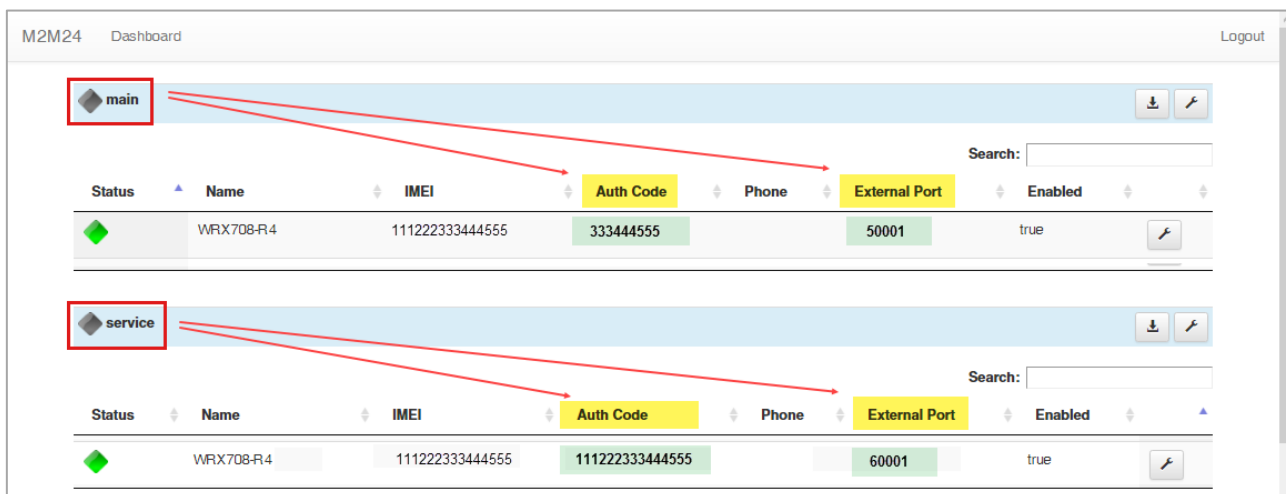 M2M24 Dashboard Logout
main
Search:
Status Name IMEI Auth Code Phone External Port Enabled
WRX708-R4 111222333444555 333444555 50001 true
service
Search:
Status Name IMEI Auth Code Phone External Port Enabled
WRX708-R4 111222333444555 111222333444555 60001 true